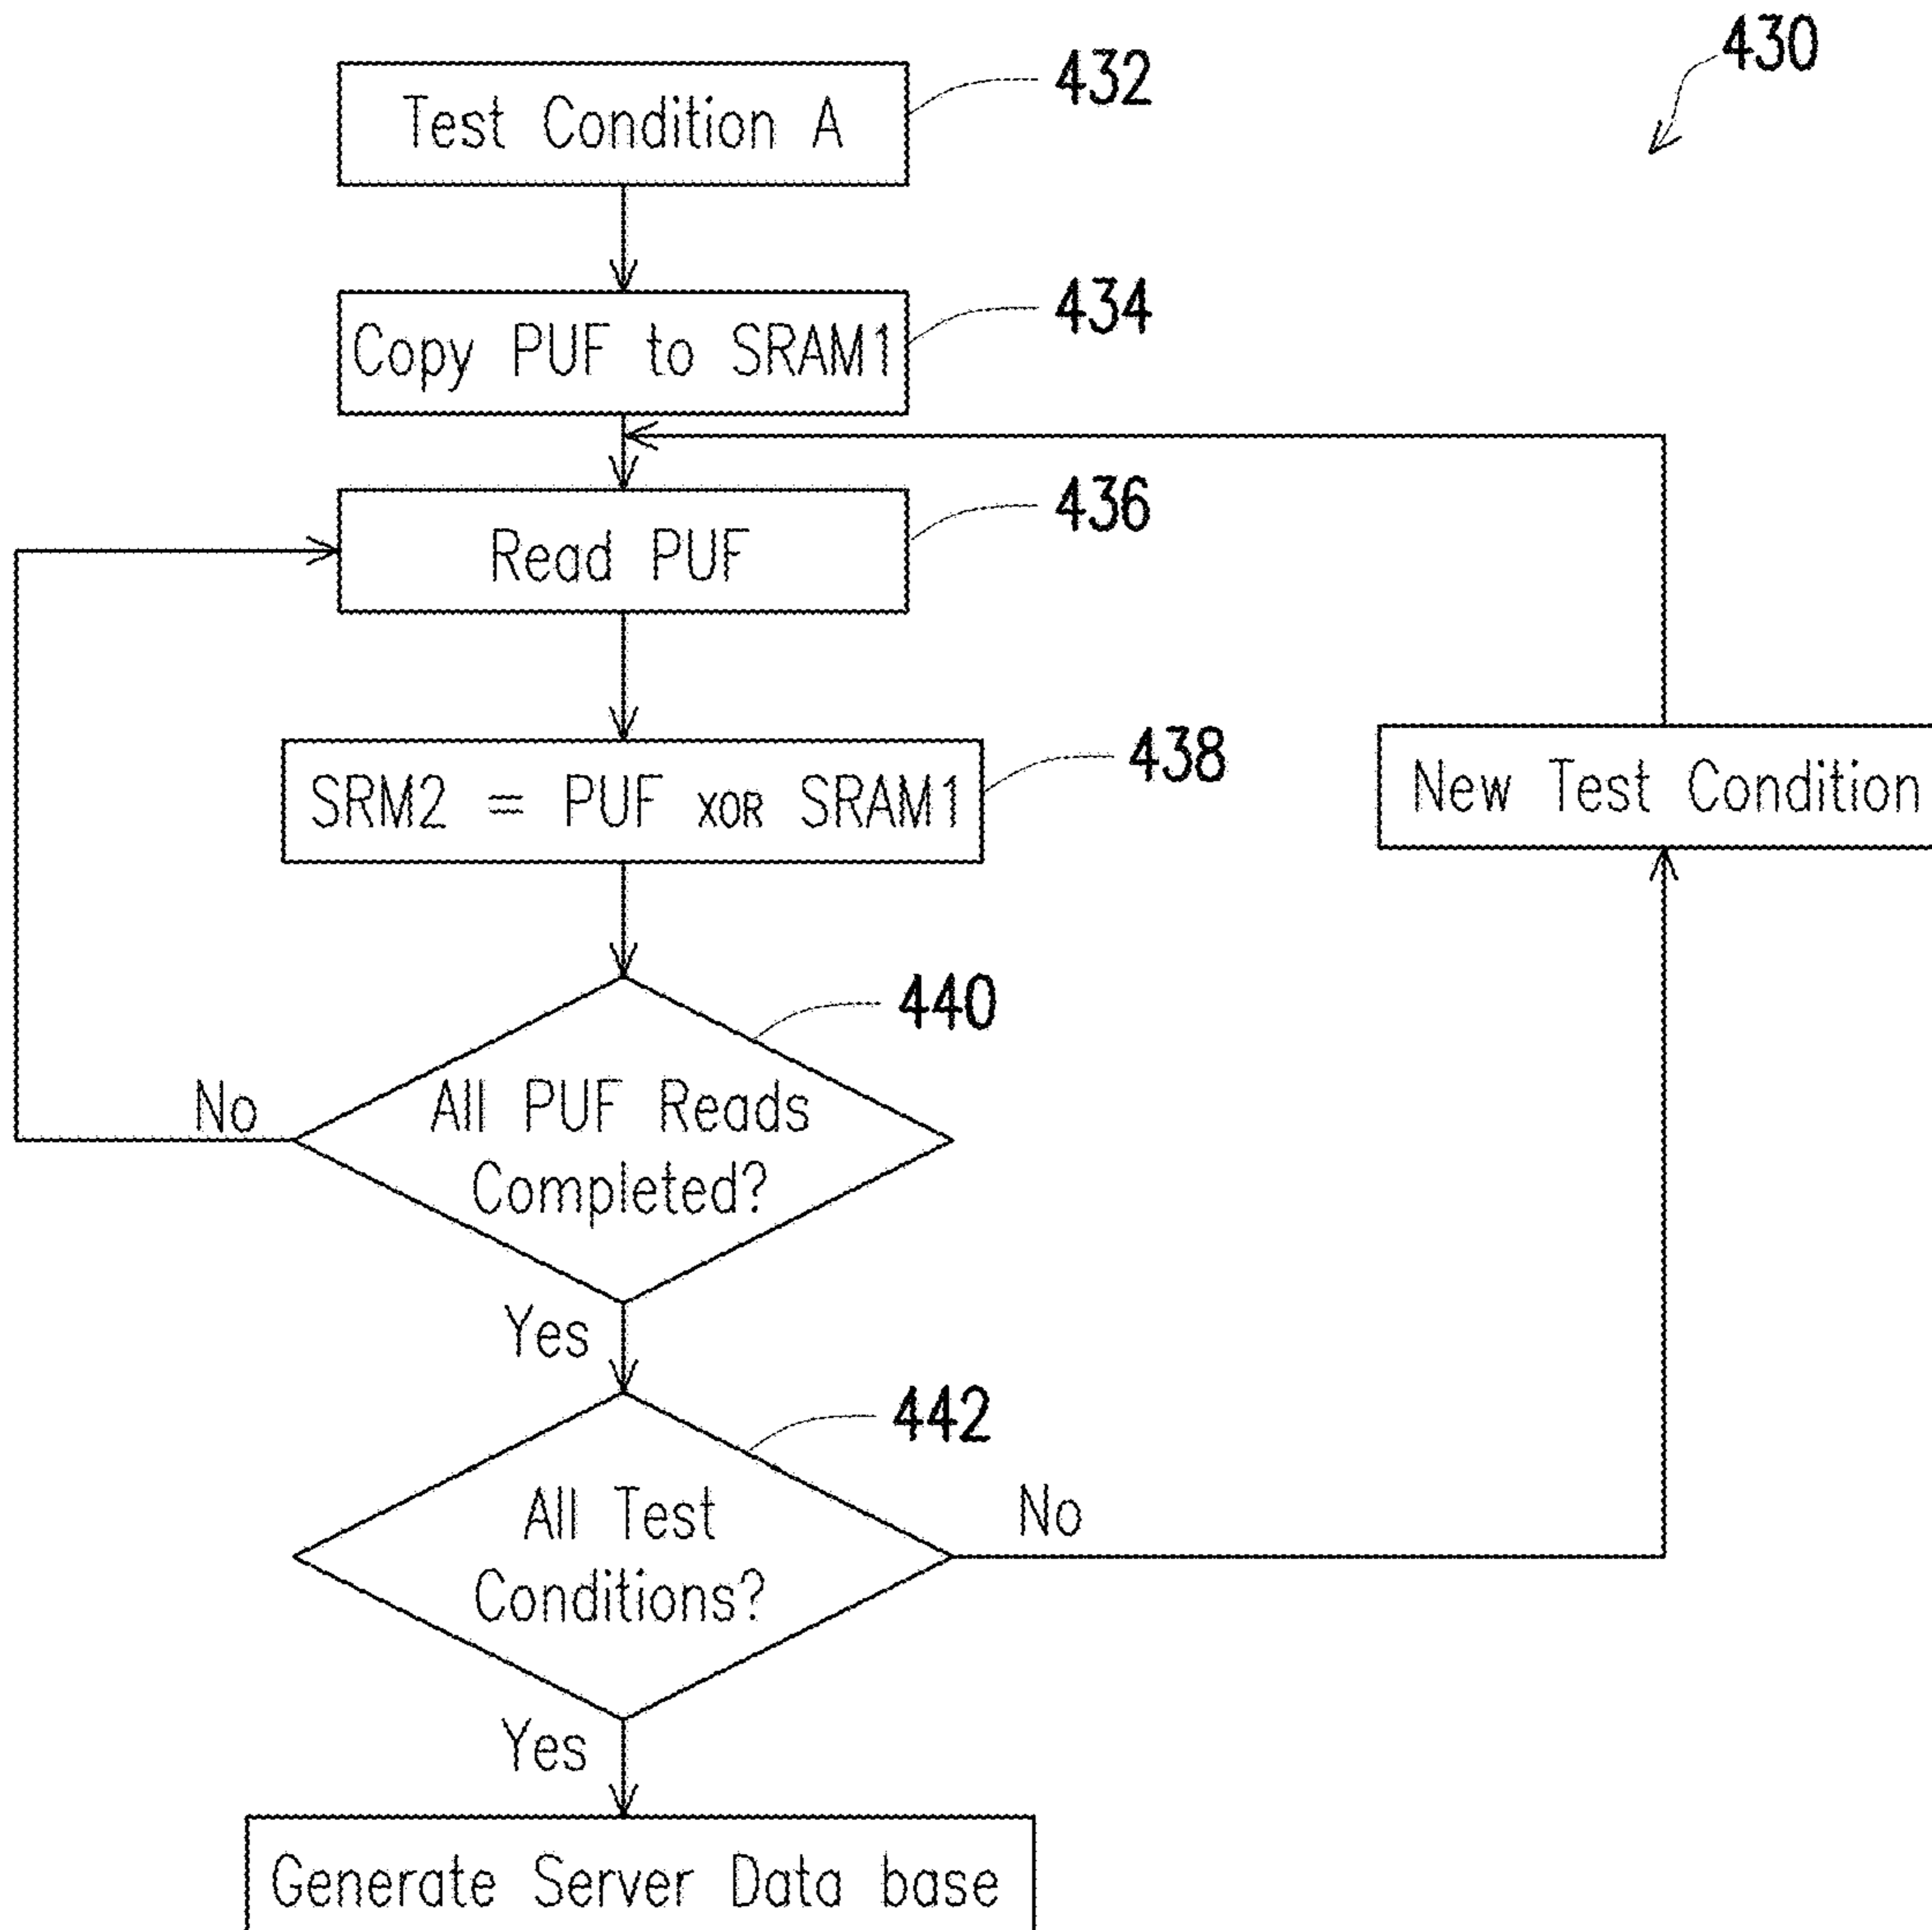 430
Test Condition A
432
Copy PUF to SRAM1
434
Read PUF
436
SRM2 = PUF XOR SRAM1
438
New Test Condition
440
All PUF Reads
Completed?
No
Yes
442
All Test
Conditions?
No
Yes
Generate Server Data base